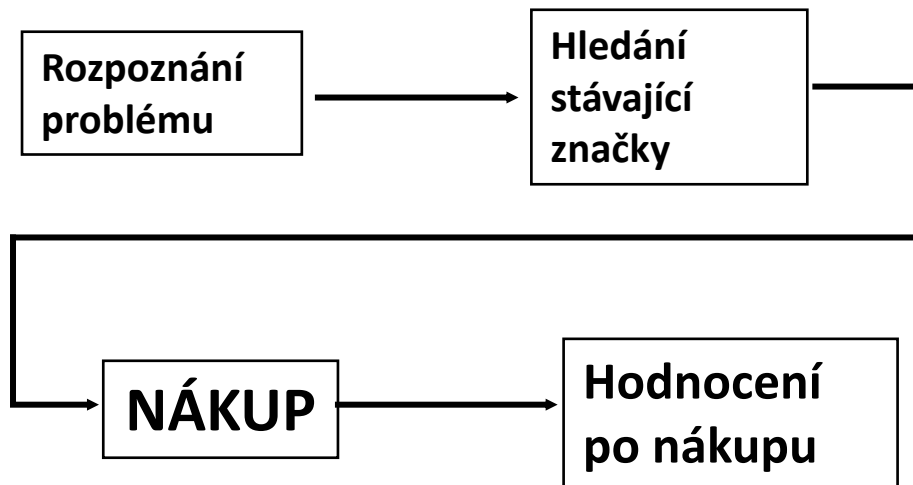 Rozpoznání
problému
Hledání
stávající
značky
NÁKUP
Hodnocení
po nákupu